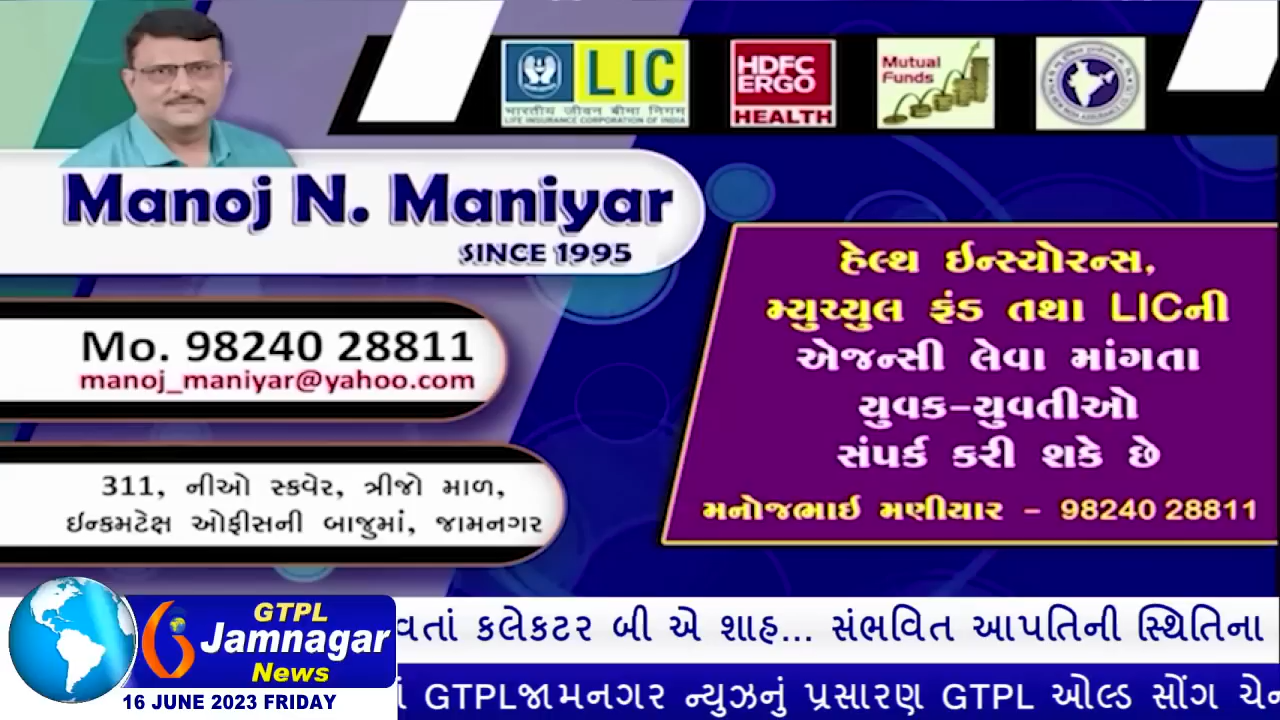 LIC
भारतीय जीवन बीमा निगम
LIFE INSURANCE CORPORATION OF INDIA
HDFC
ERGO
HEALTH
Mutual
Funds
Manoj N. Maniyar
SINCE 1995
Mo. 98240 28811
manoj_maniyar@yahoo.com
311, નીઓ સ્કવેર, ત્રીજો માળ,
ઈન્કમટેક્ષ ઓફીસની બાજુમાં, જામનગર
હેલ્થ ઈન્સ્યોરન્સ,
મ્યુચ્યુલ ફંડ તથા LICની
એજન્સી લેવા માંગતા
યુવક-યુવતીઓ
સંપર્ક કરી શકે છે
મનોજભાઈ મણીયાર - 98240 28811
વતાં કલેકટર બી એ શાહ... સંભવિત આપતિની સ્થિતિના
GTPL
Jamnagar
News
16 JUNE 2023 FRIDAY
GTPLજામનગર ન્યુઝનું પ્રસારણ GTPL ઓલ્ડ સોંગ ચેન